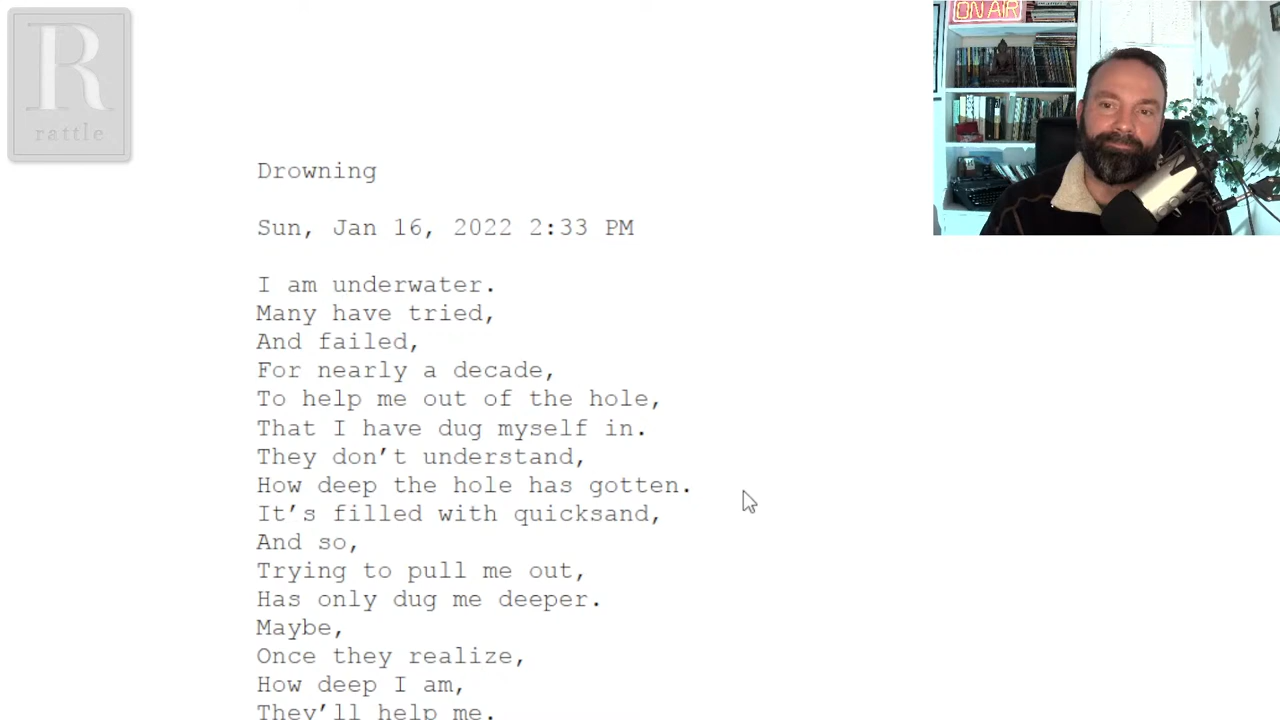 R
rattle
ON AIR
Drowning
Sun, Jan 16, 2022 2:33 PM
I am underwater.
Many have tried,
And failed,
For nearly a decade,
To help me out of the hole,
That I have dug myself in.
They don’t understand,
How deep the hole has gotten.
It’s filled with quicksand,
And so,
Trying to pull me out,
Has only dug me deeper.
Maybe,
Once they realize,
How deep I am,
They’ll help me.